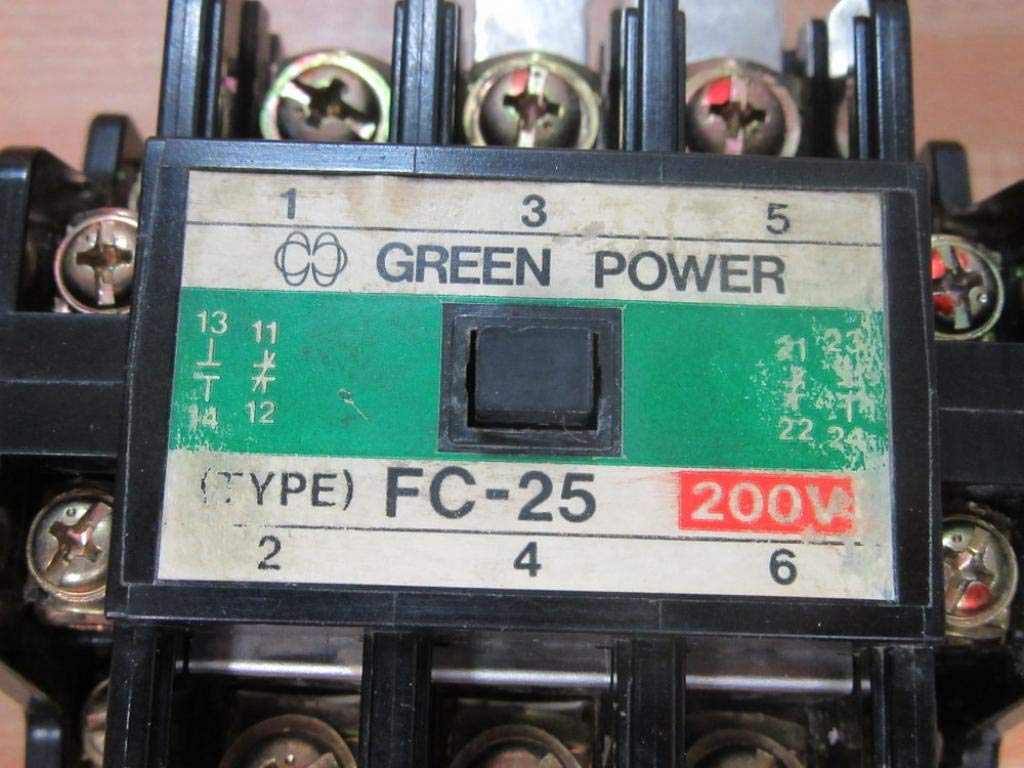 1 3 5
GREEN POWER
13 11 21 23
14 12 22 24
(TYPE) FC-25 200V
2 4 6